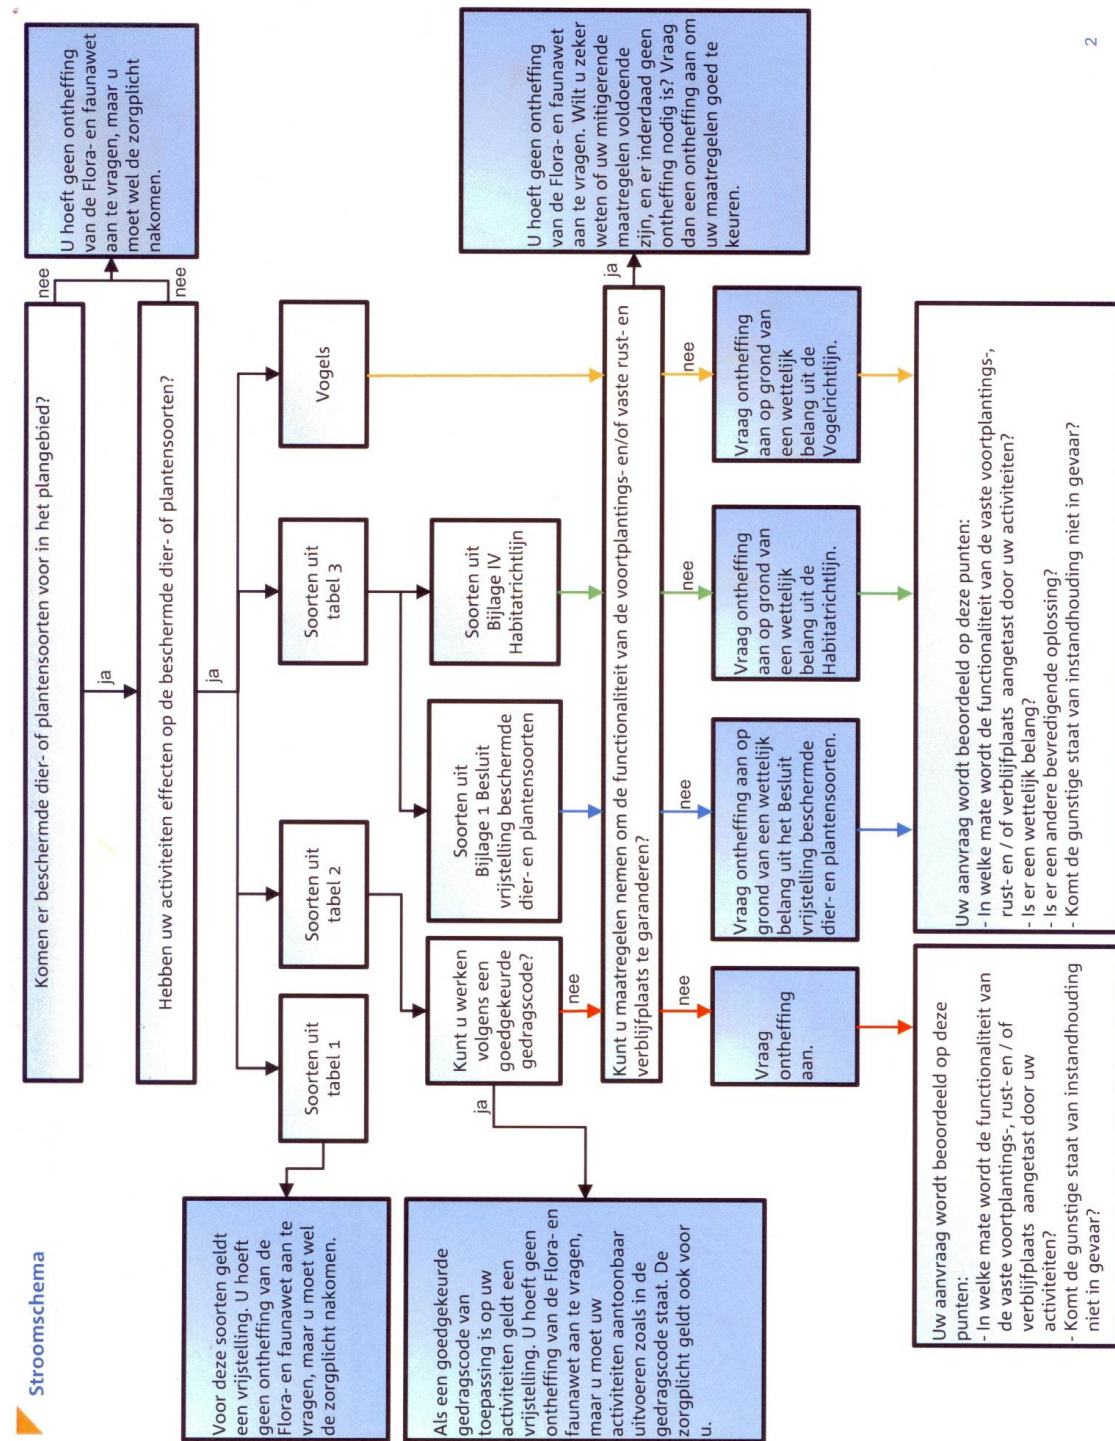 Stroomschema
Komen er beschermde dier- of plantensoorten voor in het plangebied?
nee
U hoeft geen ontheffing
van de Flora- en faunawet
aan te vragen, maar u
moet wel de zorgplicht
nakomen.
ja
Hebben uw activiteiten effecten op de beschermde dier- of plantensoorten?
nee
ja
Soorten uit
tabel 1
Soorten uit
tabel 2
Soorten uit
tabel 3
Vogels
Voor deze soorten geldt
een vrijstelling. U hoeft
geen ontheffing van de
Flora- en faunawet aan te
vragen, maar u moet wel
de zorgplicht nakomen.
Kunt u werken
volgens een
goedgekeurde
gedragscode?
Soorten uit
Bijlage 1 Besluit
vrijstelling beschermde
dier- en plantensoorten
Soorten uit
Bijlage IV
Habitatrichtlijn
ja
nee
Als een goedgekeurde
gedragscode van
toepassing is op uw
activiteiten geldt een
vrijstelling. U hoeft geen
ontheffing van de Flora- en
faunawet aan te vragen,
maar u moet uw
activiteiten aantoonbaar
uitvoeren zoals in de
gedragscode staat. De
zorgplicht geldt ook voor
u.
Kunt u maatregelen nemen om de functionaliteit van de voortplantings- en/of vaste rust- en
verblijfplaats te garanderen?
ja
U hoeft geen ontheffing
van de Flora- en faunawet
aan te vragen. Wilt u zeker
weten of uw mitigerende
maatregelen voldoende
zijn, en er inderdaad geen
ontheffing nodig is? Vraag
dan een ontheffing aan om
uw maatregelen goed te
keuren.
nee
nee
nee
nee
Vraag
ontheffing
aan.
Vraag ontheffing aan op
grond van een wettelijk
belang uit het Besluit
vrijstelling beschermde
dier- en plantensoorten.
Vraag ontheffing
aan op grond van
een wettelijk
belang uit de
Habitatrichtlijn.
Vraag ontheffing
aan op grond van
een wettelijk
belang uit de
Vogelrichtlijn.
Uw aanvraag wordt beoordeeld op deze
punten:
- In welke mate wordt de functionaliteit van
de vaste voortplantings-, rust- en / of
verblijfplaats aangetast door uw
activiteiten?
- Komt de gunstige staat van instandhouding
niet in gevaar?
Uw aanvraag wordt beoordeeld op deze punten:
- In welke mate wordt de functionaliteit van de vaste voortplantings-,
rust- en / of verblijfplaats aangetast door uw activiteiten?
- Is er een wettelijk belang?
- Is er een andere bevredigende oplossing?
- Komt de gunstige staat van instandhouding niet in gevaar?
2